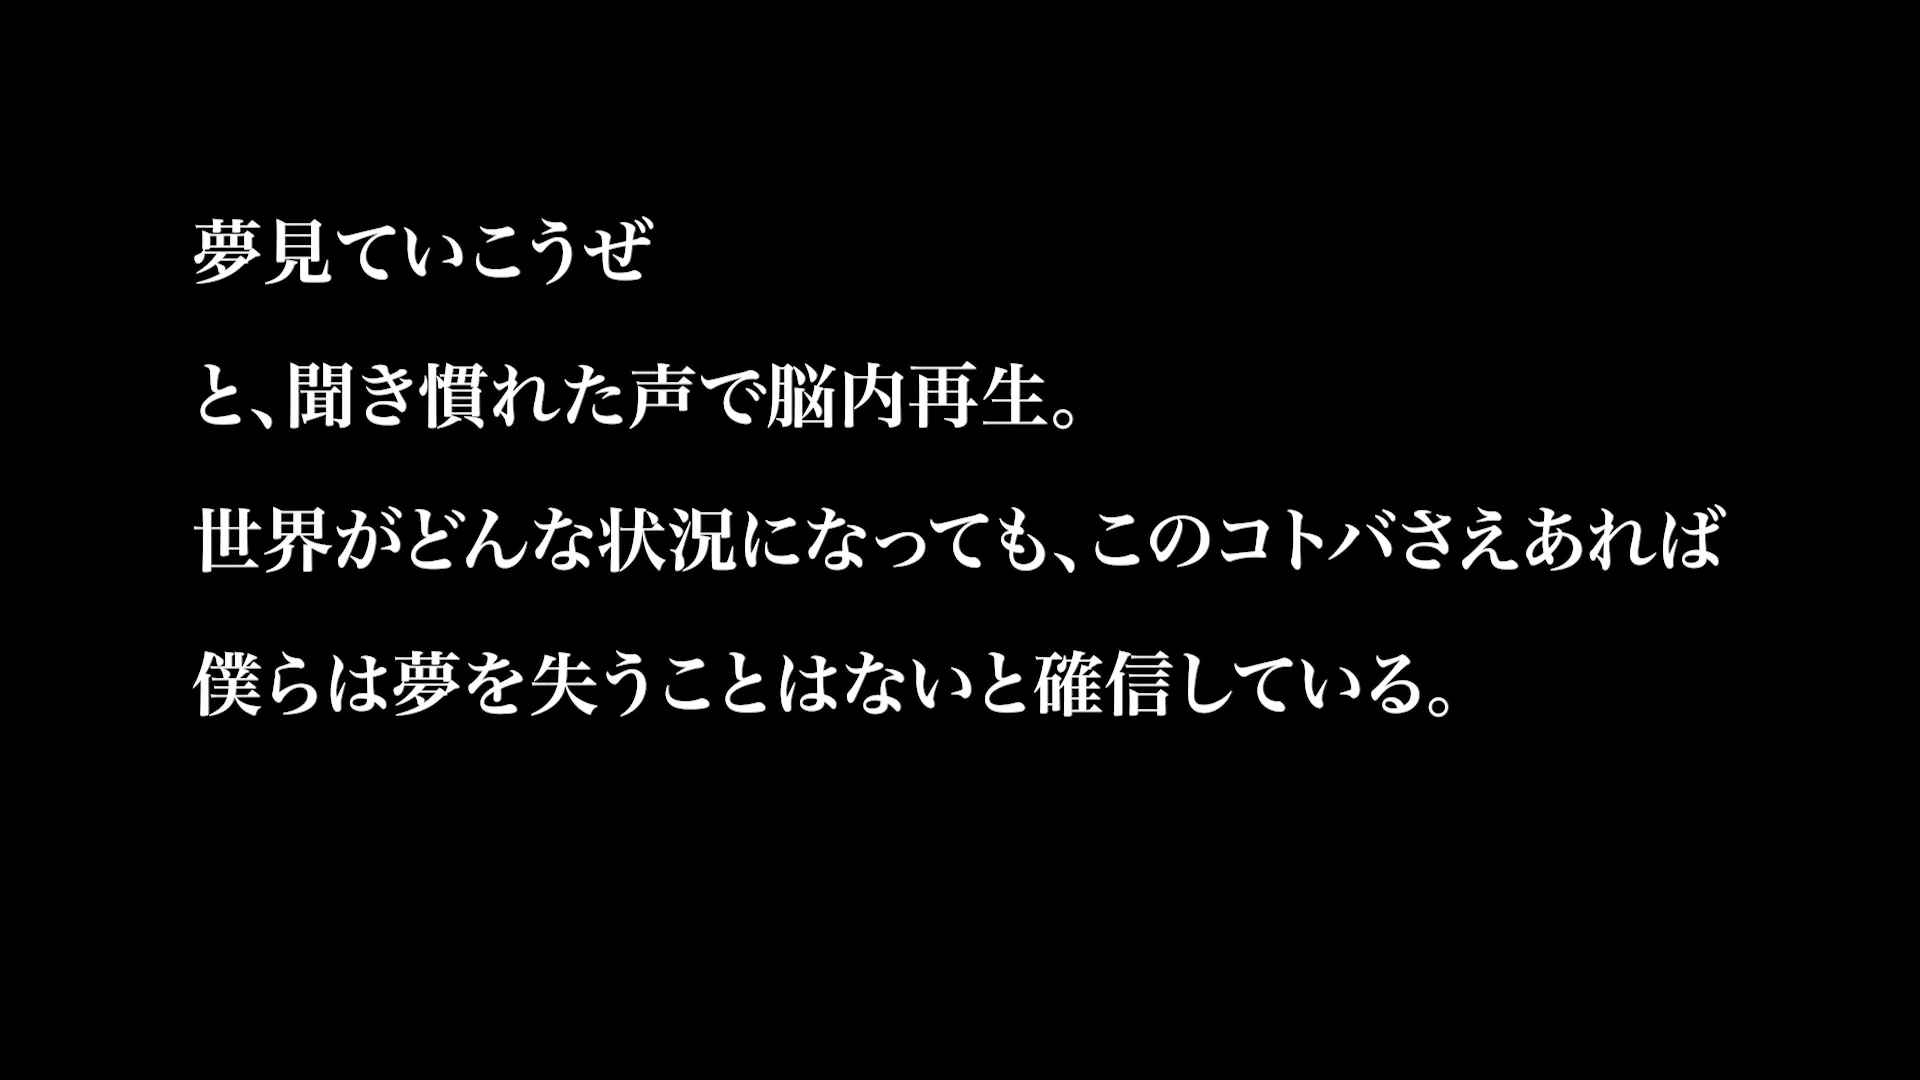 夢見ていこうぜ
と、聞き慣れた声で脳内再生。
世界がどんな状況になっても、このコトバさえあれば
僕らは夢を失うことはないと確信している。